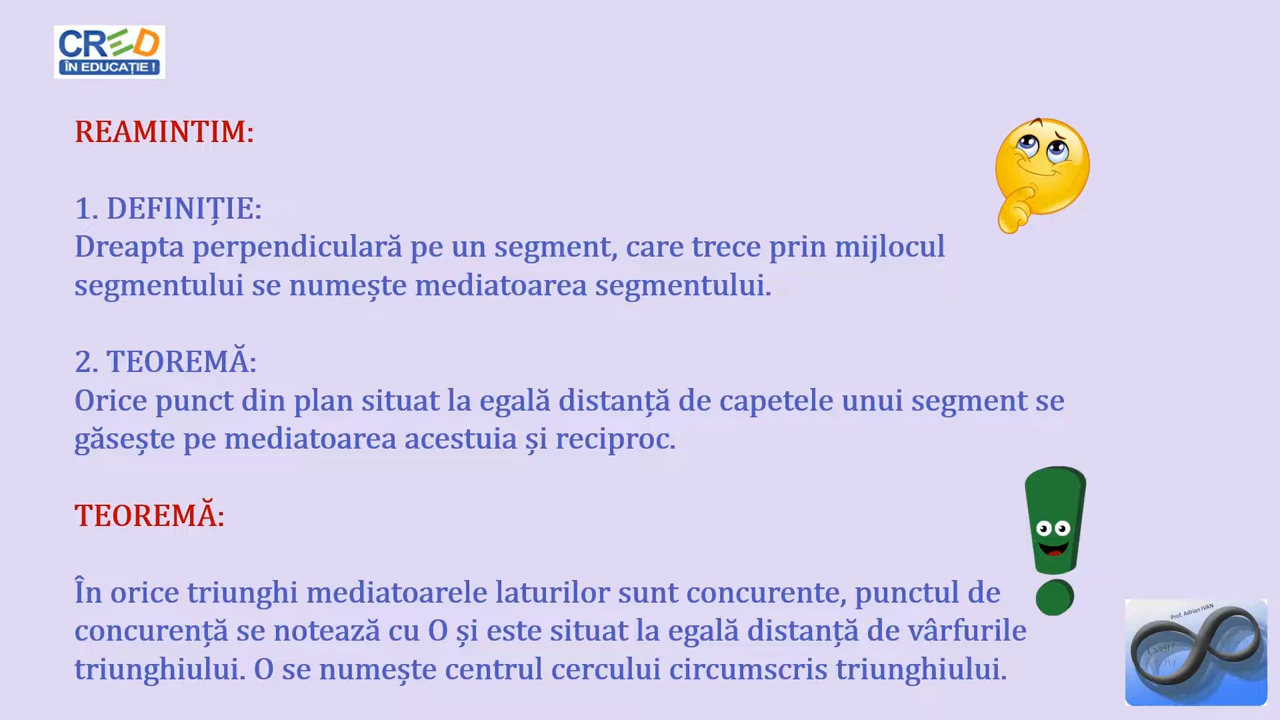 CRED
ÎN EDUCAȚIE !
REAMINTIM:
1. DEFINIȚIE:
Dreapta perpendiculară pe un segment, care trece prin mijlocul
segmentului se numește mediatoarea segmentului.
2. TEOREMĂ:
Orice punct din plan situat la egală distanță de capetele unui segment se
găsește pe mediatoarea acestuia și reciproc.
TEOREMĂ:
În orice triunghi mediatoarele laturilor sunt concurente, punctul de
concurență se notează cu O și este situat la egală distanță de vârfurile
triunghiului. O se numește centrul cercului circumscris triunghiului.
Prof. Adrian IVAN